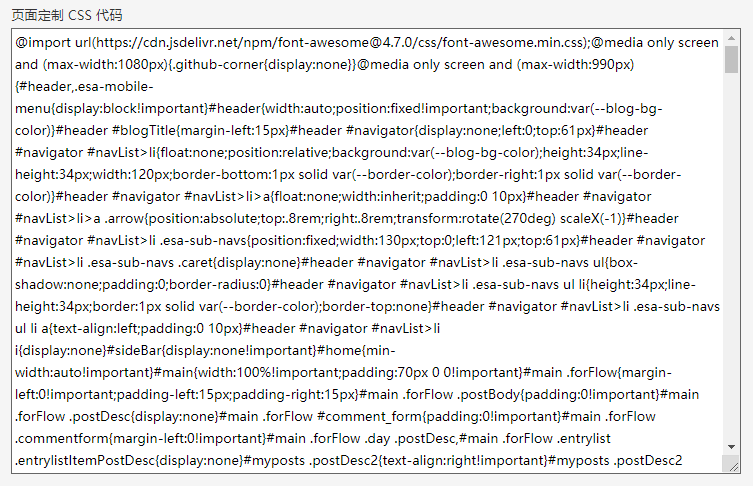 页面定制 CSS 代码
@import url(https://cdn.jsdelivr.net/npm/font-awesome@4.7.0/css/font-awesome.min.css);@media only screen
and (max-width:1080px){.github-corner{display:none}}@media only screen and (max-width:990px)
{#header,.esa-mobile-
menu{display:block!important}#header{width:auto;position:fixed!important;background:var(--blog-bg-
color)}#header #blogTitle{margin-left:15px}#header #navigator{display:none;left:0;top:61px}#header
#navigator #navList>li{float:none;position:relative;background:var(--blog-bg-color);height:34px;line-
height:34px;width:120px;border-bottom:1px solid var(--border-color);border-right:1px solid var(--border-
color)}#header #navigator #navList>li>a{float:none;width:inherit;padding:0 10px}#header #navigator
#navList>li>a .arrow{position:absolute;top:.8rem;right:.8rem;transform:rotate(270deg) scaleX(-1)}#header
#navigator #navList>li .esa-sub-navs{position:fixed;width:130px;top:0;left:121px;top:61px}#header #navigator
#navList>li .esa-sub-navs .caret{display:none}#header #navigator #navList>li .esa-sub-navs ul{box-
shadow:none;padding:0;border-radius:0}#header #navigator #navList>li .esa-sub-navs ul li{height:34px;line-
height:34px;border:1px solid var(--border-color);border-top:none}#header #navigator #navList>li .esa-sub-navs
ul li a{text-align:left;padding:0 10px}#header #navigator #navList>li
i{display:none}#sideBar{display:none!important}#home{min-
width:auto!important}#main{width:100%!important;padding:70px 0 0!important}#main .forFlow{margin-
left:0!important;padding-left:15px;padding-right:15px}#main .forFlow .postBody{padding:0!important}#main
.forFlow .postDesc{display:none}#main .forFlow #comment_form{padding:0!important}#main .forFlow
.commentform{margin-left:0!important}#main .forFlow .day .postDesc,#main .forFlow .entrylist
.entrylistItemPostDesc{display:none}#myposts .postDesc2{text-align:right!important}#myposts .postDesc2